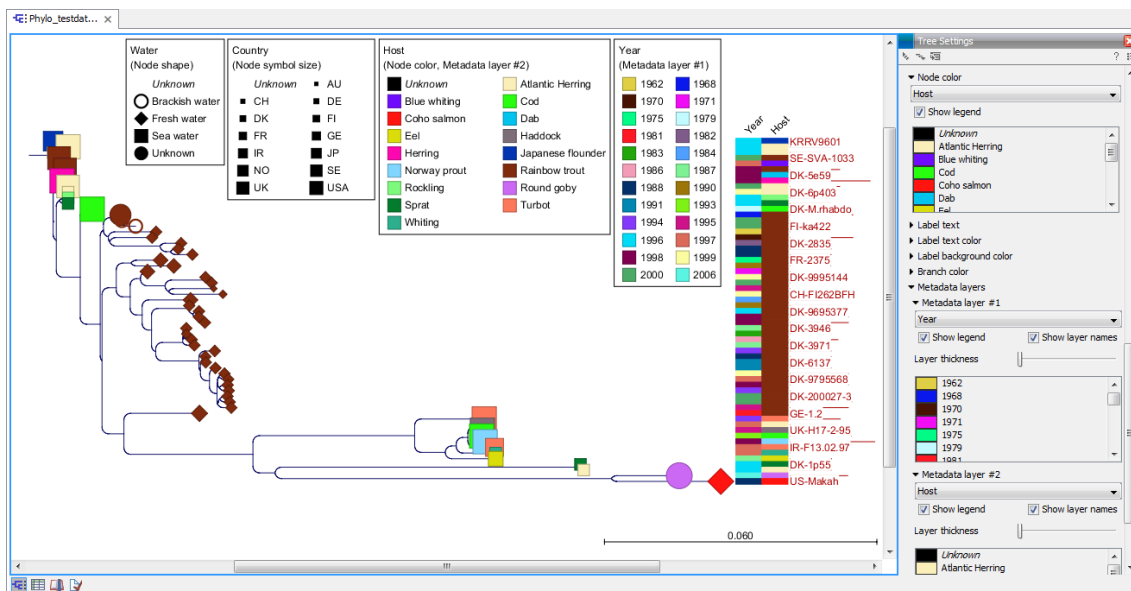 Phylo_testdat...
Tree Settings
Water
(Node shape)
Unknown
Brackish water
Fresh water
Sea water
Unknown
Country
(Node symbol size)
Unknown
AU
CH
DE
DK
FI
FR
GE
IR
JP
NO
SE
UK
USA
Host
(Node color, Metadata layer #2)
Unknown
Atlantic Herring
Blue whiting
Cod
Coho salmon
Dab
Eel
Haddock
Herring
Japanese flounder
Norway prout
Rainbow trout
Rockling
Round goby
Sprat
Turbot
Whiting
Year
(Metadata layer #1)
1962
1968
1970
1971
1975
1979
1981
1982
1983
1984
1986
1987
1988
1990
1991
1993
1994
1995
1996
1997
1998
1999
2000
2006
Year
Host
KRRV9601
SE-SVA-1033
DK-5e59
DK-6p403
DK-M.rhabdo
FI-ka422
DK-2835
FR-2375
DK-9995144
CH-FI262BFH
DK-9695377
DK-3946
DK-3971
DK-6137
DK-9795568
DK-200027-3
GE-1.2
UK-H17-2-95
IR-F13.02.97
DK-1p55
US-Makah
0.060
?
Node color
Host
Show legend
Unknown
Atlantic Herring
Blue whiting
Cod
Coho salmon
Dab
Eel
Label text
Label text color
Label background color
Branch color
Metadata layers
Metadata layer #1
Year
Show legend
Show layer names
Layer thickness
1962
1968
1970
1971
1975
1979
1981
Metadata layer #2
Host
Show legend
Show layer names
Layer thickness
Unknown
Atlantic Herring